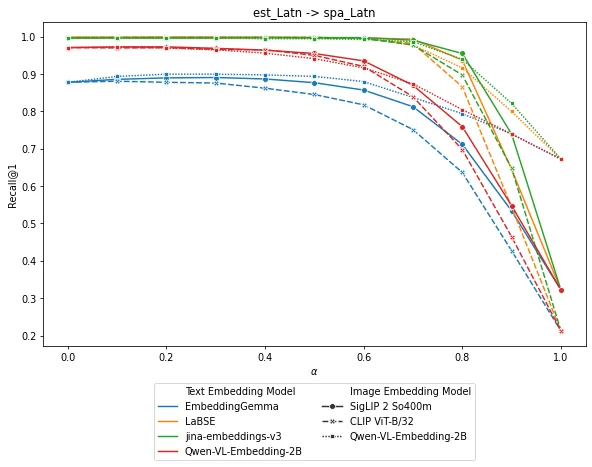 est_Latn -> spa_Latn
Recall@1
1.0
0.9
0.8
0.7
0.6
0.5
0.4
0.3
0.2
0.0 0.2 0.4 0.6 0.8 1.0
α
Text Embedding Model
EmbeddingGemma
LaBSE
jina-embeddings-v3
Qwen-VL-Embedding-2B
Image Embedding Model
SigLIP 2 So400m
CLIP ViT-B/32
Qwen-VL-Embedding-2B